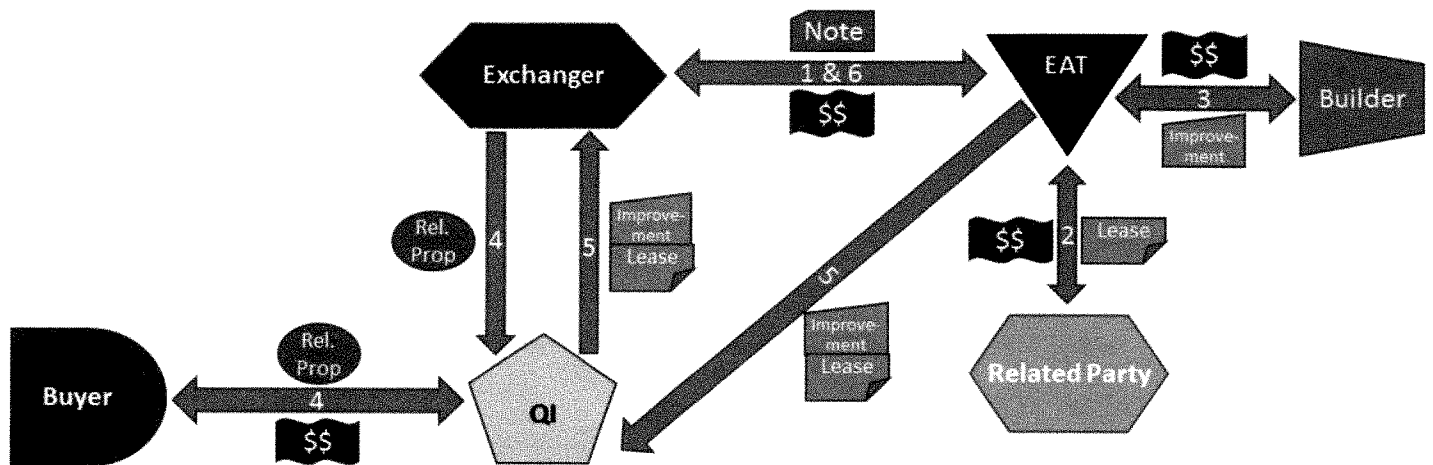 Note
Exchanger
1 & 6
$$
EAT
$$
3
Improve-
ment
Builder
Rel.
Prop
4
5
Improve-
ment
Lease
$$
2
Lease
5
Improve-
ment
Lease
Related Party
Buyer
Rel.
Prop
4
$$
QI